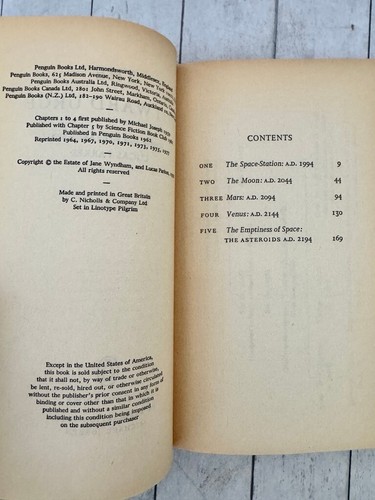 Penguin Books Ltd, Harmondsworth, Middlesex, England
Penguin Books, 625 Madison Avenue, New York, New York
Penguin Books Australia Ltd, Ringwood, Victoria, Australia
Penguin Books Canada Ltd, 2801 John Street, Markham, Ontario,
Penguin Books (N.Z.) Ltd, 182-190 Wairau Road, Auckland
Chapters 1 to 4 first published by Michael Joseph
Published with Chapter 5 by Science Fiction Book Club
Published in Penguin Books 1962
Reprinted 1964, 1967, 1970, 1971, 1973, 1975, 1977
Copyright © the Estate of Jane Wyndham, and Lucas Parkes,
All rights reserved
Made and printed in Great Britain
by C. Nicholls & Company Ltd
Set in Linotype Pilgrim
Except in the United States of America,
this book is sold subject to the condition
that it shall not, by way of trade or otherwise,
be lent, re-sold, hired out, or otherwise circulated
without the publisher's prior consent in any form of
binding or cover other than that in which it is
published and without a similar condition
including this condition being imposed
on the subsequent purchaser
CONTENTS
ONE The Space-Station: A.D. 1994 9
TWO The Moon: A.D. 2044 44
THREE Mars: A.D. 2094 94
FOUR Venus: A.D. 2144 130
FIVE The Emptiness of Space:
THE ASTEROIDS A.D. 2194 169